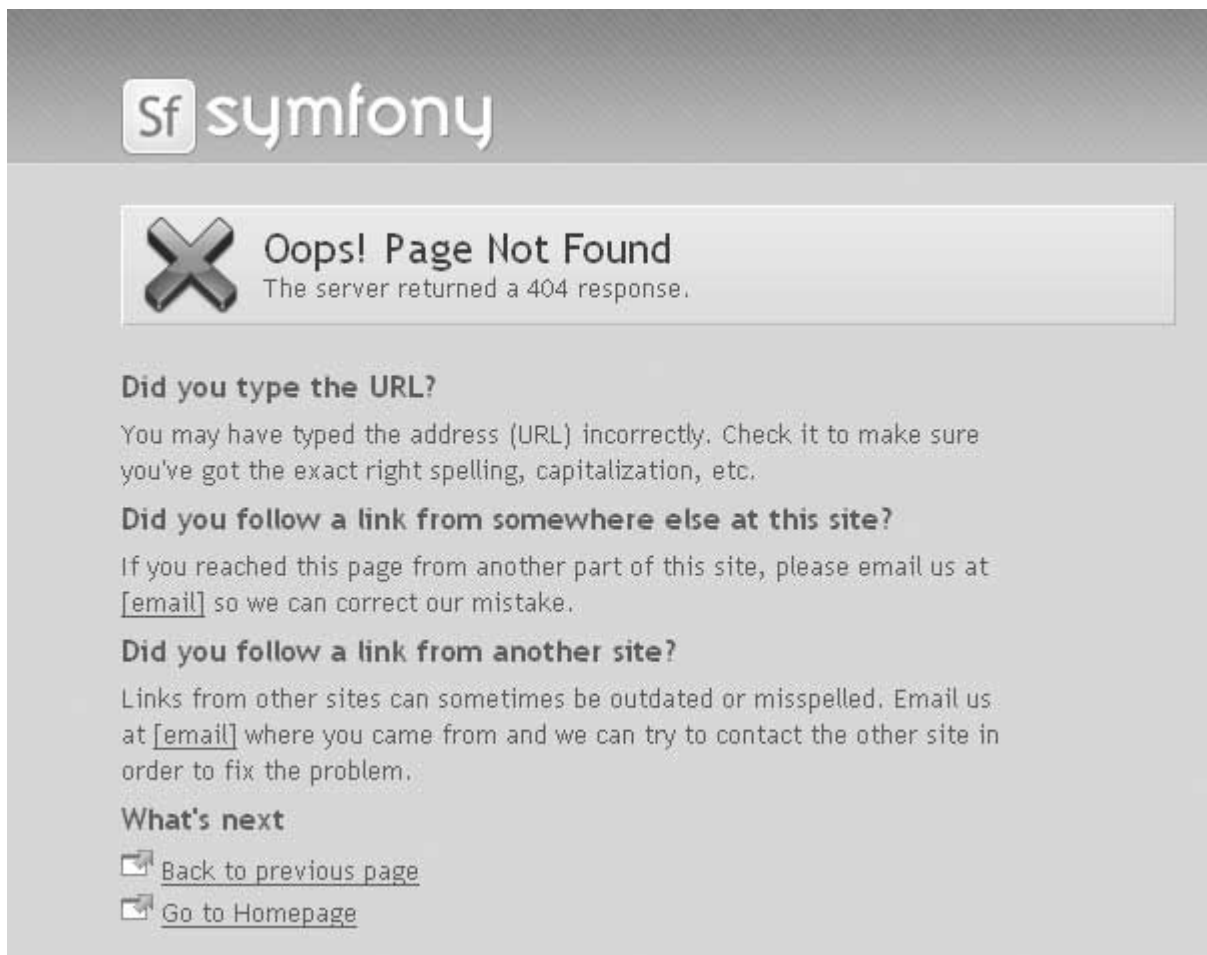 Sf symfony
Oops! Page Not Found
The server returned a 404 response.
Did you type the URL?
You may have typed the address (URL) incorrectly. Check it to make sure
you've got the exact right spelling, capitalization, etc.
Did you follow a link from somewhere else at this site?
If you reached this page from another part of this site, please email us at
[email] so we can correct our mistake.
Did you follow a link from another site?
Links from other sites can sometimes be outdated or misspelled. Email us
at [email] where you came from and we can try to contact the other site in
order to fix the problem.
What's next
Back to previous page
Go to Homepage